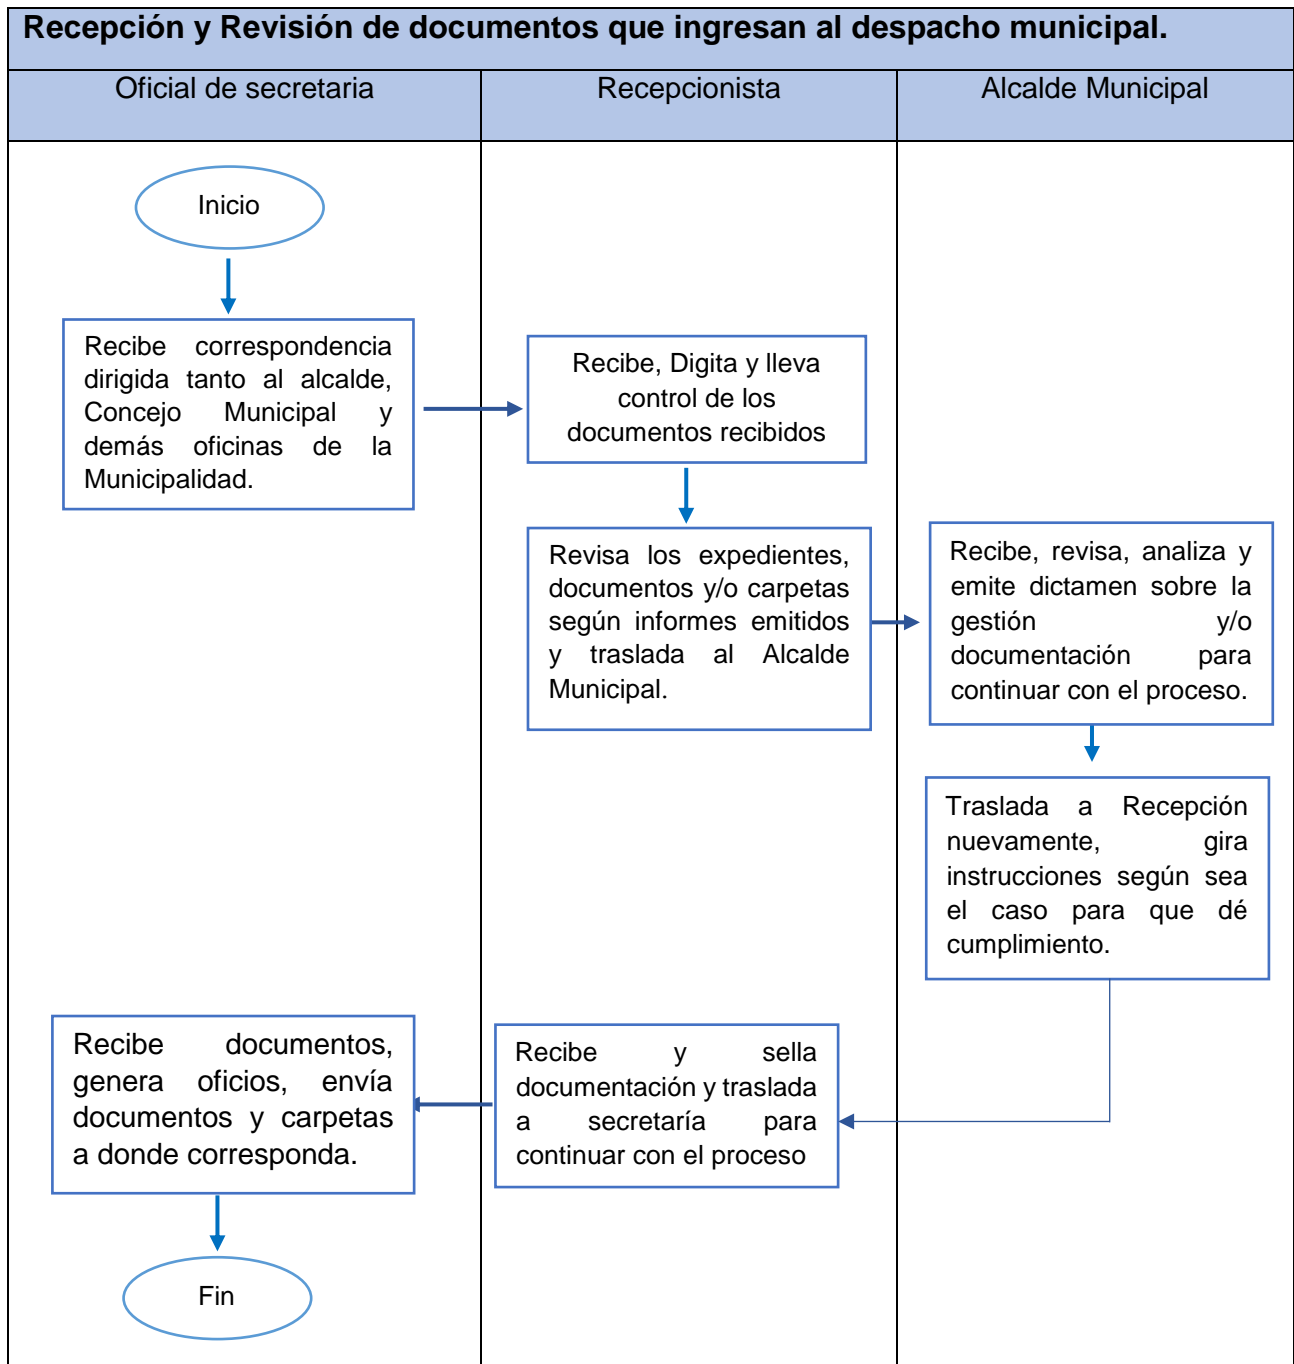 Recepción y Revisión de documentos que ingresan al despacho municipal.
Oficial de secretaria
Recepcionista
Alcalde Municipal
Inicio
Recibe correspondencia
dirigida tanto al alcalde,
Concejo Municipal y
demás oficinas de la
Municipalidad.
Recibe, Digita y lleva
control de los
documentos recibidos
Revisa los expedientes,
documentos y/o carpetas
según informes emitidos
y traslada al Alcalde
Municipal.
Recibe, revisa, analiza y
emite dictamen sobre la
gestión y/o
documentación para
continuar con el proceso.
Traslada a Recepción
nuevamente, gira
instrucciones según sea
el caso para que dé
cumplimiento.
Recibe y sella
documentación y traslada
a secretaría para
continuar con el proceso
Recibe documentos,
genera oficios, envía
documentos y carpetas
a donde corresponda.
Fin